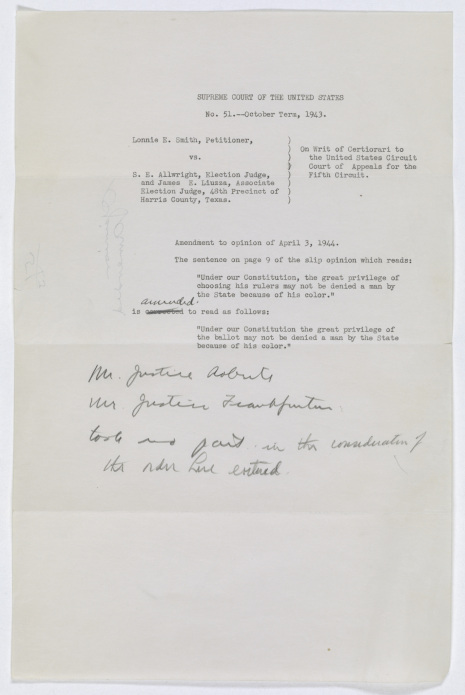 SUPREME COURT OF THE UNITED STATES
No. 51.--October Term, 1943.
Lonnie E. Smith, Petitioner,
vs.
S. E. Allwright, Election Judge,
and James E. Liuzza, Associate
Election Judge, 48th Precinct of
Harris County, Texas.
On Writ of Certiorari to
the United States Circuit
Court of Appeals for the
Fifth Circuit.
Amendment to opinion of April 3, 1944.
The sentence on page 9 of the slip opinion which reads:
"Under our Constitution, the great privilege of
choosing his rulers may not be denied a man by
the State because of his color."
amended
is corrected to read as follows:
"Under our Constitution the great privilege of
the ballot may not be denied a man by the State
because of his color."
Mr. Justice Roberts
Mr. Justice Frankfurter
took no part in the consideration of
the order here entered.